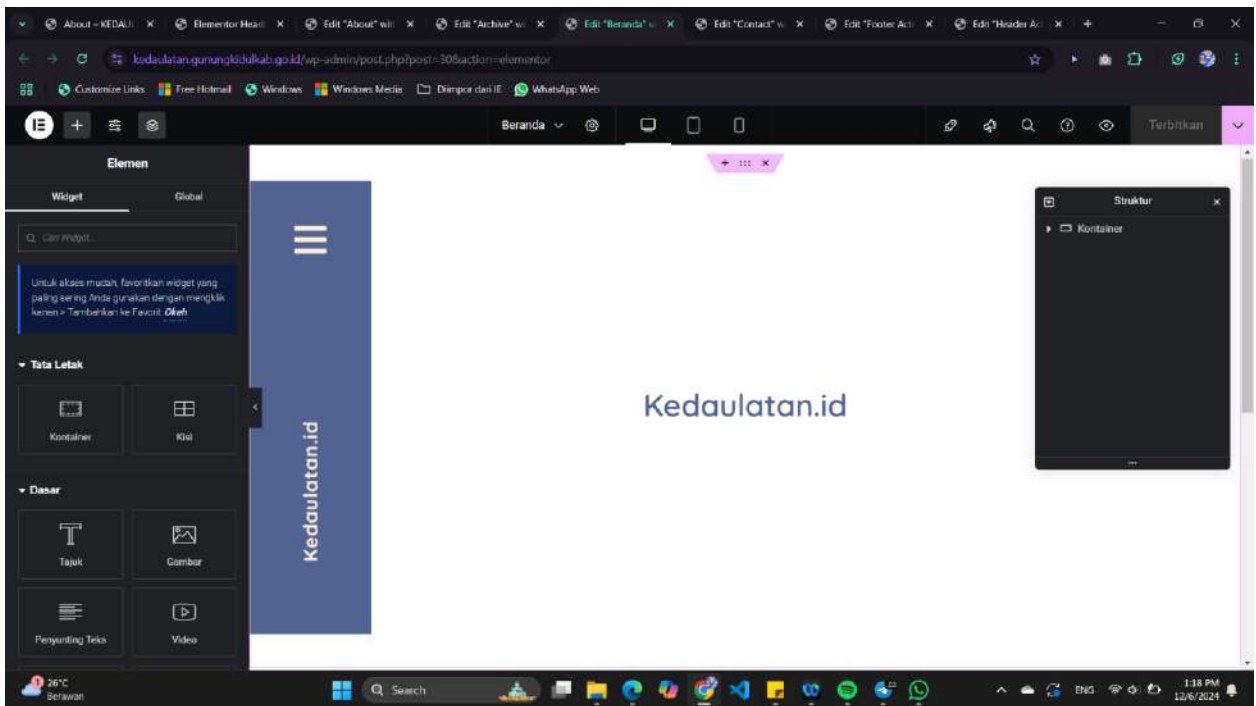 About – KEDAU
Elementor Head
Edit "About" wi
Edit "Archive" w
Edit "Beranda"
Edit "Contact" w
Edit "Footer Act
Edit "Header Ac
kedaulatan.gunungkidulkab.go.id/wp-admin/post.php?post=30&action=elementor
Customize Links
Free Hotmail
Windows
Windows Media
Diimpor dari IE
WhatsApp Web
Beranda
Terbitkan
Elemen
Widget
Global
Cari Widget...
Untuk akses mudah, favoritkan widget yang
paling sering Anda gunakan dengan mengklik
kanan > Tambahkan ke Favorit. Okeh
Tata Letak
Kontainer
Kisi
Dasar
Tajuk
Gambar
Penyunting Teks
Video
Kedaulatan.id
Kedaulatan.id
Struktur
Kontainer
1
26°C
Berawan
Search
ENG
1:18 PM
12/6/2024